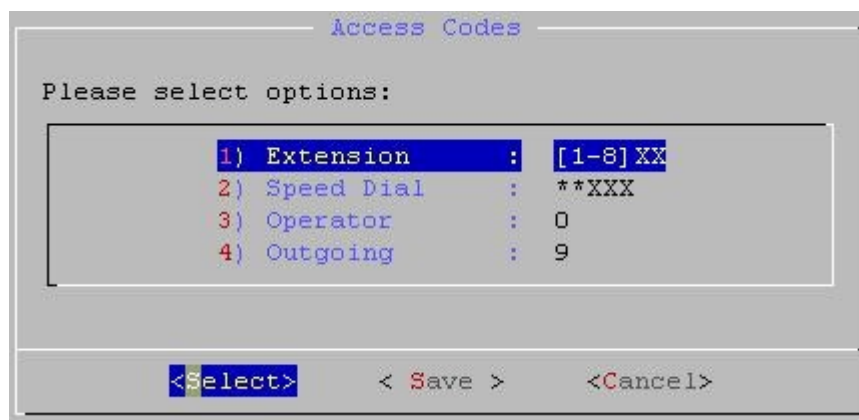 Access Codes
Please select options:
1) Extension : [1-8]XX
2) Speed Dial : **XXX
3) Operator : 0
4) Outgoing : 9
<Select> < Save > <Cancel>